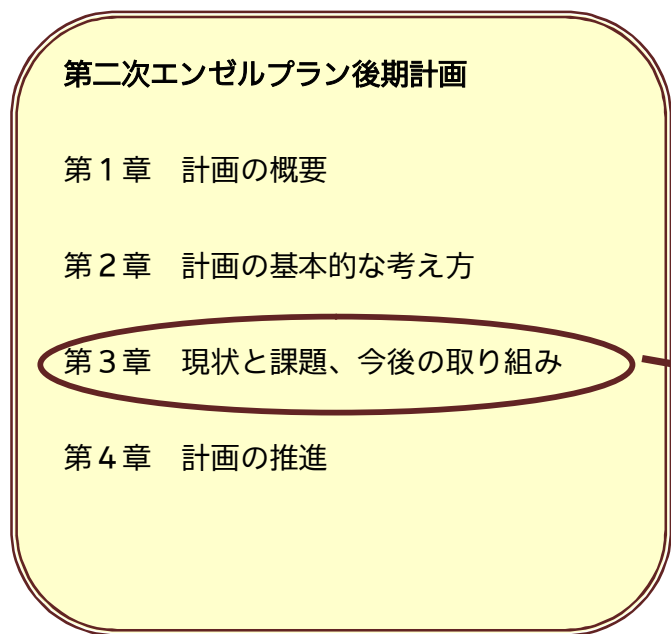 第二次エンゼルプラン後期計画
第１章　計画の概要
第２章　計画の基本的な考え方
第３章　現状と課題、今後の取り組み
第４章　計画の推進